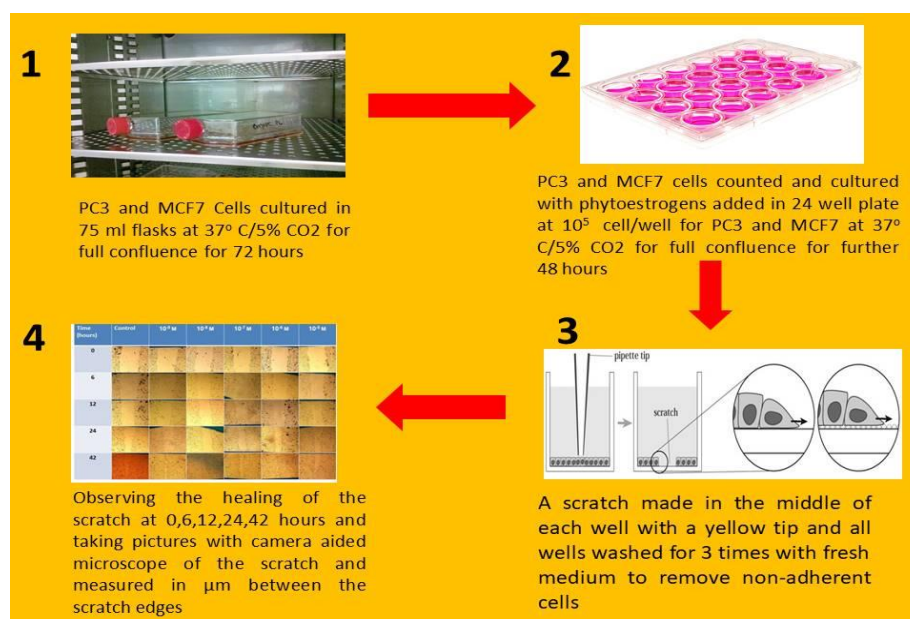 1
PC3 and MCF7 Cells cultured in
75 ml flasks at 37° C/5% CO2 for
full confluence for 72 hours
2
PC3 and MCF7 cells counted and cultured
with phytoestrogens added in 24 well plate
at 10⁵ cell/well for PC3 and MCF7 at 37°
C/5% CO2 for full confluence for further
48 hours
3
pipette tip
scratch
A scratch made in the middle of
each well with a yellow tip and all
wells washed for 3 times with fresh
medium to remove non-adherent
cells
4
Time
(hours)
Control
0
6
12
24
42
Observing the healing of the
scratch at 0,6,12,24,42 hours and
taking pictures with camera aided
microscope of the scratch and
measured in µm between the
scratch edges